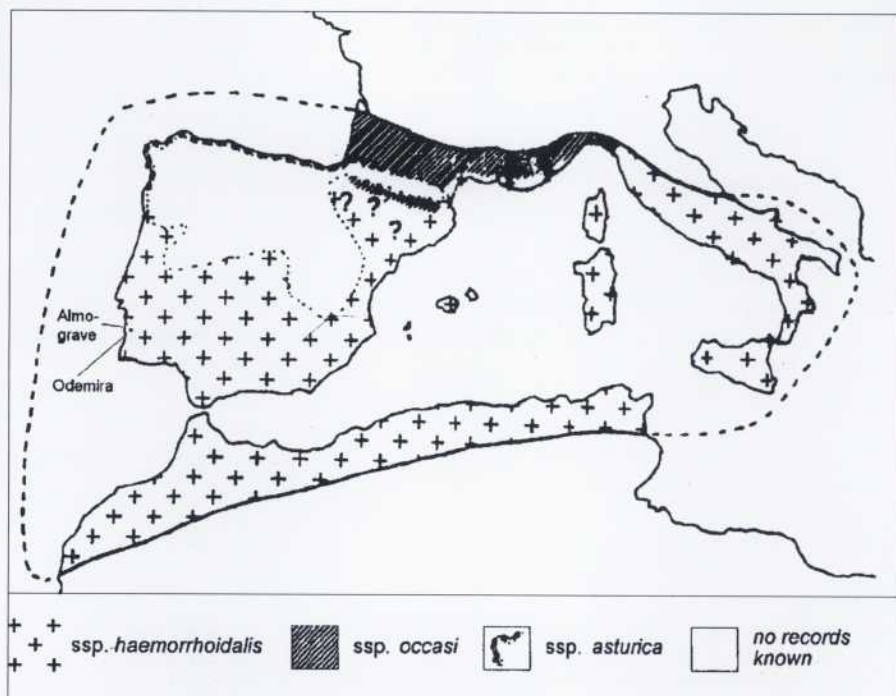 ?
?
?
Almo-
grave
Odemira
ssp. haemorrhoidalis
ssp. occasi
ssp. asturica
no records
known